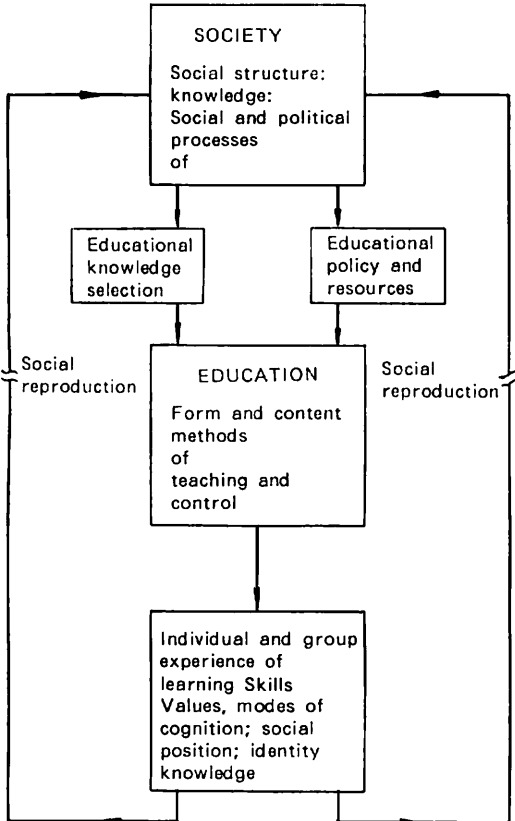 SOCIETY
Social structure:
knowledge:
Social and political
processes
of
Educational
knowledge
selection
Educational
policy and
resources
Social
reproduction
Social
reproduction
EDUCATION
Form and content
methods
of
teaching and
control
Individual and group
experience of
learning Skills
Values, modes of
cognition; social
position; identity
knowledge